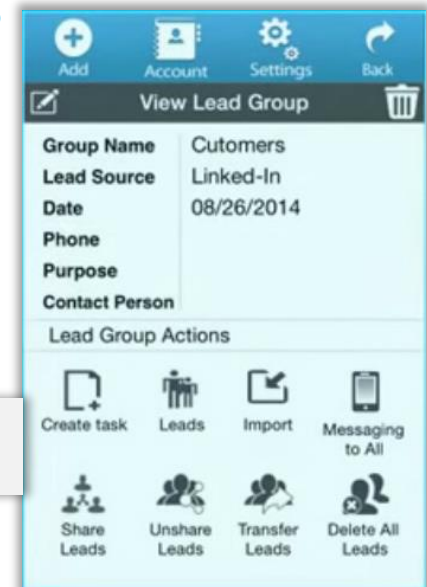 Add Account Settings Back
View Lead Group
Group Name Cutomers
Lead Source Linked-In
Date 08/26/2014
Phone
Purpose
Contact Person
Lead Group Actions
Create task Leads Import Messaging
to All
Share Unshare Transfer Delete All
Leads Leads Leads Leads